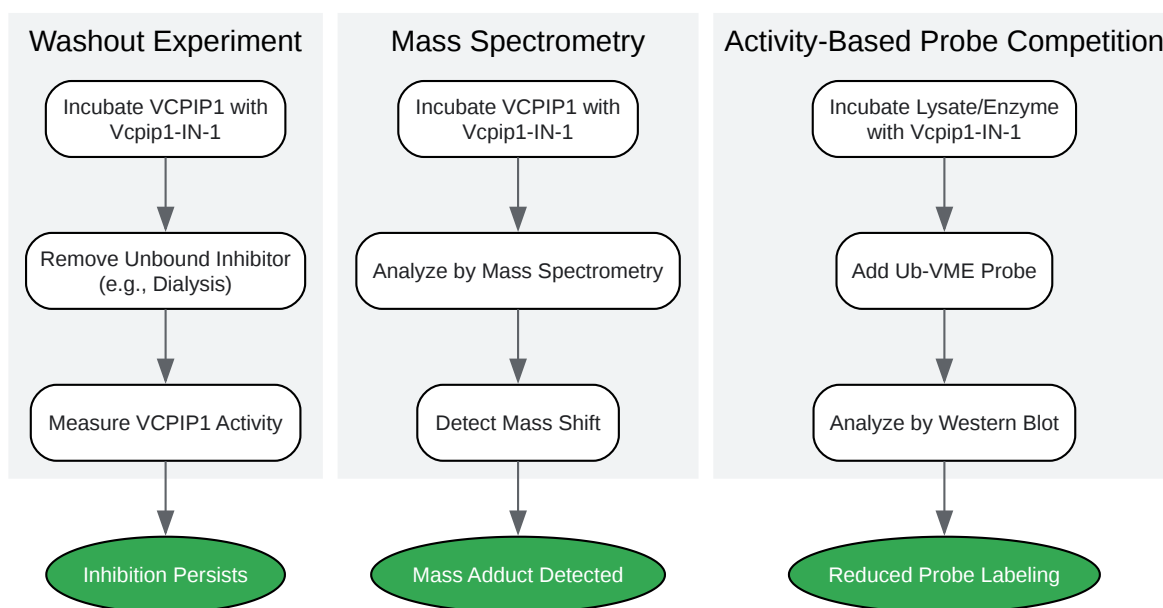 Washout Experiment
Incubate VCPIP1 with
Vcpip1-IN-1
Remove Unbound Inhibitor
(e.g., Dialysis)
Measure VCPIP1 Activity
Inhibition Persists
Mass Spectrometry
Incubate VCPIP1 with
Vcpip1-IN-1
Analyze by Mass Spectrometry
Detect Mass Shift
Mass Adduct Detected
Activity-Based Probe Competition
Incubate Lysate/Enzyme
with Vcpip1-IN-1
Add Ub-VME Probe
Analyze by Western Blot
Reduced Probe Labeling